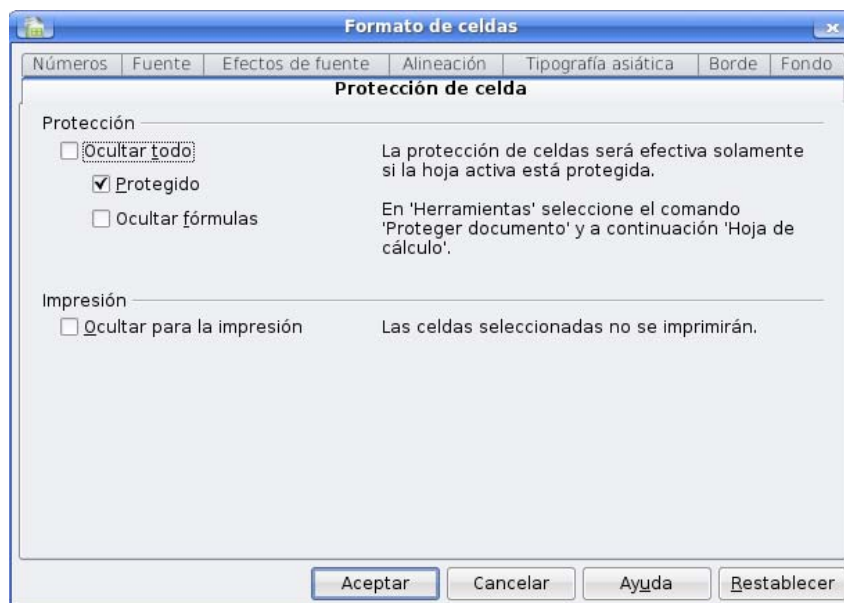 Formato de celdas
Números Fuente Efectos de fuente Alineación Tipografía asiática Borde Fondo
Protección de celda
Protección
Ocultar todo
Protegido
Ocultar fórmulas
La protección de celdas será efectiva solamente
si la hoja activa está protegida.
En 'Herramientas' seleccione el comando
'Proteger documento' y a continuación 'Hoja de
cálculo'.
Impresión
Ocultar para la impresión
Las celdas seleccionadas no se imprimirán.
Aceptar Cancelar Ayuda Restablecer